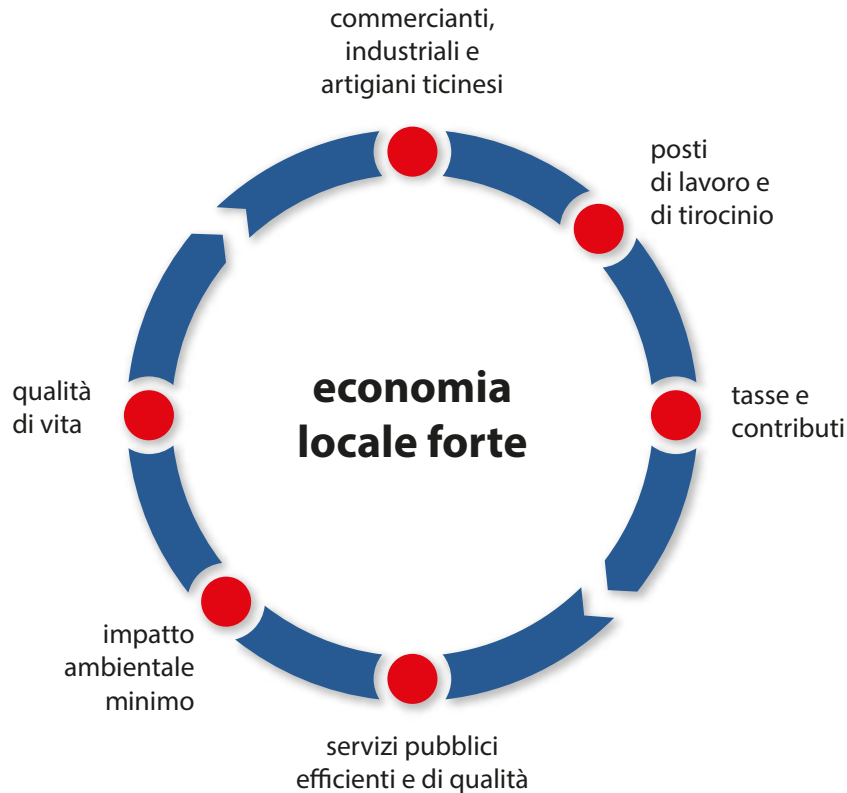 commercianti,
industriali e
artigiani ticinesi
posti
di lavoro e
di tirocinio
tasse e
contributi
servizi pubblici
efficienti e di qualità
impatto
ambientale
minimo
qualità
di vita
economia
locale forte